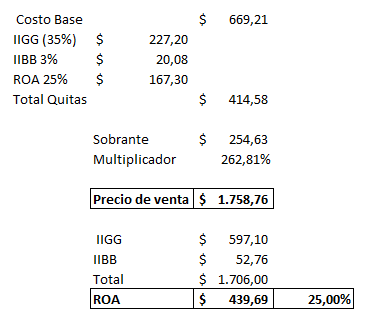 Costo Base $ 669,21
IIGG (35%) $ 227,20
IIBB 3% $ 20,08
ROA 25% $ 167,30
Total Quitas $ 414,58
Sobrante $ 254,63
Multiplicador 262,81%
Precio de venta $ 1.758,76
IIGG $ 597,10
IIBB $ 52,76
Total $ 1.706,00
ROA $ 439,69 25,00%